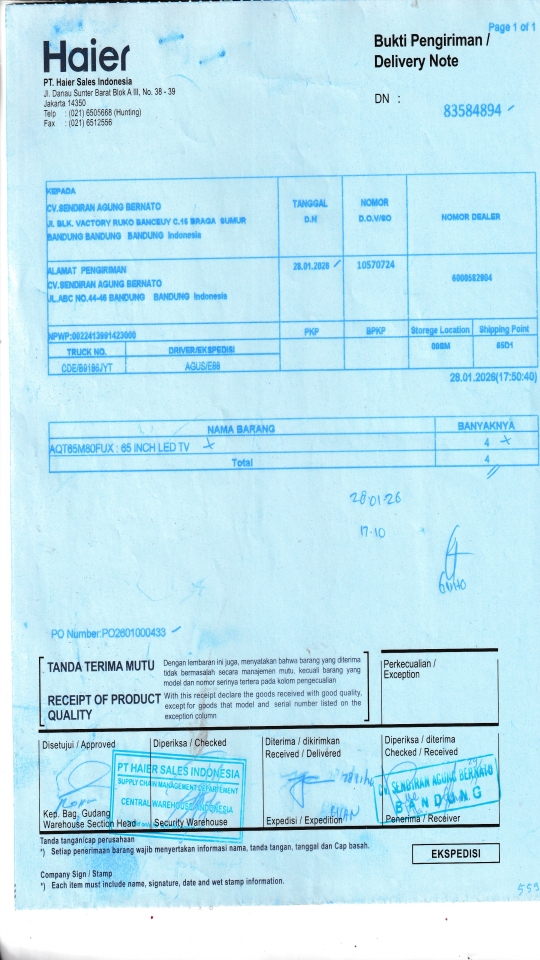 Page 1 of 1
Haier
Bukti Pengiriman /
Delivery Note
PT. Haier Sales Indonesia
Jl. Danau Sunter Barat Blok A III, No. 38 - 39
Jakarta 14350
Telp : (021) 6505668 (Hunting)
Fax : (021) 6512556
DN : 83584894
KEPADA
CV.SENDIRAN AGUNG BERNATO
JL BLK. VACTORY RUKO BANCEUY C.15 BRAGA SUMUR
BANDUNG BANDUNG BANDUNG Indonesia
TANGGAL
D.N
NOMOR
D.O./SO
NOMOR DEALER
ALAMAT PENGIRIMAN
CV.SENDIRAN AGUNG BERNATO
JL.ABC NO.44-46 BANDUNG BANDUNG Indonesia
28.01.2026
10570724
6000582904
NPWP:
PKP
BPKP
Storege Location
Shipping Point
TRUCK NO.
DRIVER/EKSPEDISI
65D1
AGUS/E88
28.01.2026(17:50:40)
NAMA BARANG
BANYAKNYA
AQT65M80FUX : 65 INCH LED TV
4
Total
4
28·01·26
17·10
PO Number:PO2601000433
TANDA TERIMA MUTU
Dengan lembaran ini juga, menyatakan bahwa barang yang diterima
tidak bermasalah secara manajemen mutu, kecuali barang yang
model dan nomor serinya tertera pada kolom pengecualian
RECEIPT OF PRODUCT
QUALITY
With this receipt declare the goods received with good quality,
except for goods that model and serial number listed on the
exception column
Perkecualian /
Exception
Disetujui / Approved
Diperiksa / Checked
Diterima / dikirimkan
Received / Delivered
Diperiksa / diterima
Checked / Received
PT HAIER SALES INDONESIA
SUPPLY CHAIN MANAGEMENT DEPARTEMENT
CENTRAL WAREHOUSE INDONESIA
CV. SENDIRAN AGUNG BERNATO
BANDUNG
Kep. Bag. Gudang
Warehouse Section Head
Security Warehouse
Expedisi / Expedition
Penerima / Receiver
Tanda tangan/cap perusahaan
*) Setiap penerimaan barang wajib menyertakan informasi nama, tanda tangan, tanggal dan Cap basah.
EKSPEDISI
Company Sign / Stamp
*) Each item must include name, signature, date and wet stamp information.